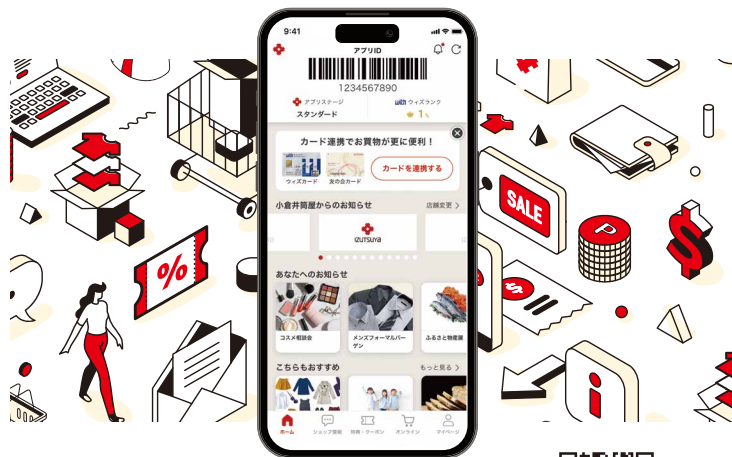 9:41
アプリID
1234567890
アプリステージ
ウィズランク
スタンダード
1%
カード連携でお買物が更に便利！
ウィズカード
友の会カード
カードを連携する
小倉井筒屋からのお知らせ
店舗変更
IZUTSUYA
あなたへのお知らせ
コスメ相談会
メンズフォーマルバー
ゲン
ふるさと物産展
こちらもおすすめ
もっと見る
ホーム
ショップ情報
特典・クーポン
オンライン
マイページ
%
SALE
P
$
$
i